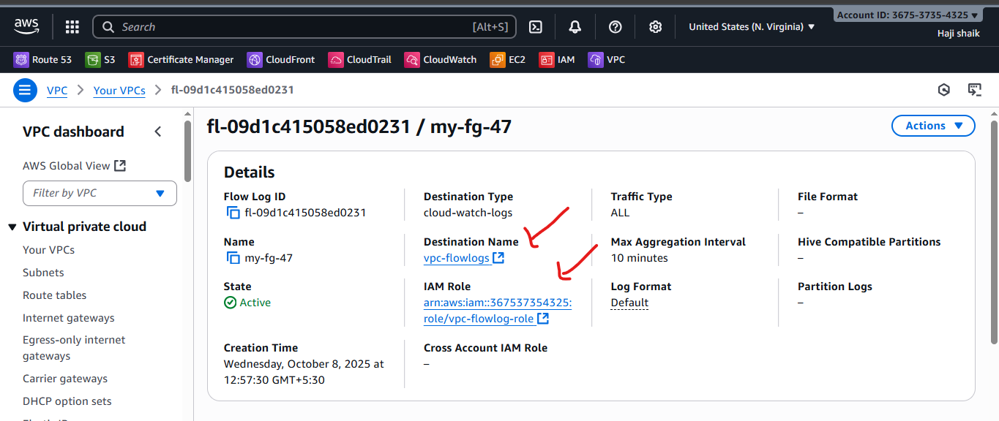 aws
Search [Alt+S]
United States (N. Virginia)
Account ID: 3675-3735-4325
Haji shaik
Route 53 S3 Certificate Manager CloudFront CloudTrail CloudWatch EC2 IAM VPC
VPC Your VPCs fl-09d1c415058ed0231
VPC dashboard
AWS Global View
Filter by VPC
Virtual private cloud
Your VPCs
Subnets
Route tables
Internet gateways
Egress-only internet
gateways
Carrier gateways
DHCP option sets
fl-09d1c415058ed0231 / my-fg-47
Actions
Details
Flow Log ID
fl-09d1c415058ed0231
Destination Type
cloud-watch-logs
Traffic Type
ALL
File Format
–
Name
my-fg-47
Destination Name
vpc-flowlogs
Max Aggregation Interval
10 minutes
Hive Compatible Partitions
–
State
Active
IAM Role
arn:aws:iam::367537354325:
role/vpc-flowlog-role
Log Format
Default
Partition Logs
–
Creation Time
Wednesday, October 8, 2025 at
12:57:30 GMT+5:30
Cross Account IAM Role
–